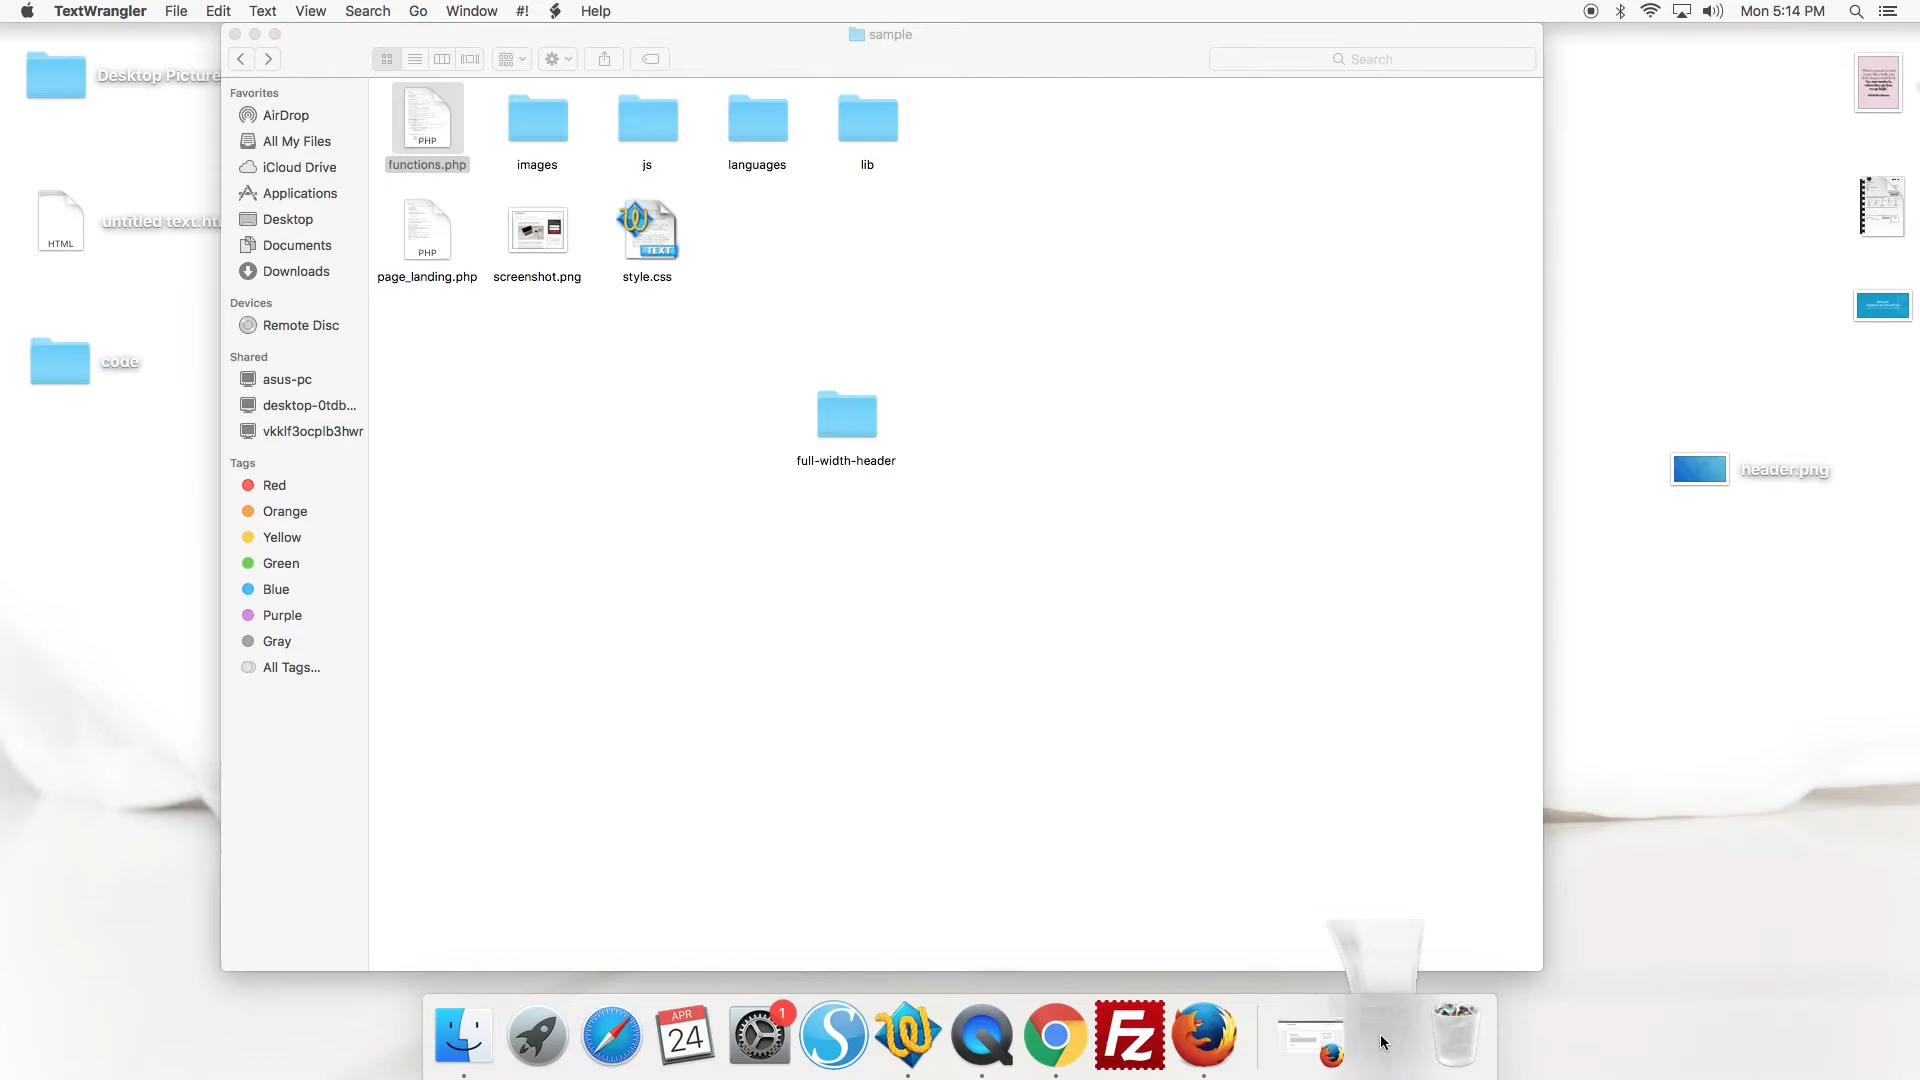 TextWrangler File Edit Text View Search Go Window #! Help Mon 5:14 PM
sample
Search
Desktop Picture
untitled text.ht
HTML
code
Favorites
AirDrop
All My Files
iCloud Drive
Applications
Desktop
Documents
Downloads
Devices
Remote Disc
Shared
asus-pc
desktop-0tdb...
vkklf3ocplb3hwr
Tags
Red
Orange
Yellow
Green
Blue
Purple
Gray
All Tags...
PHP
functions.php images js languages lib
PHP TEXT
page_landing.php screenshot.png style.css
full-width-header
header.png
APR
24
1
FZ